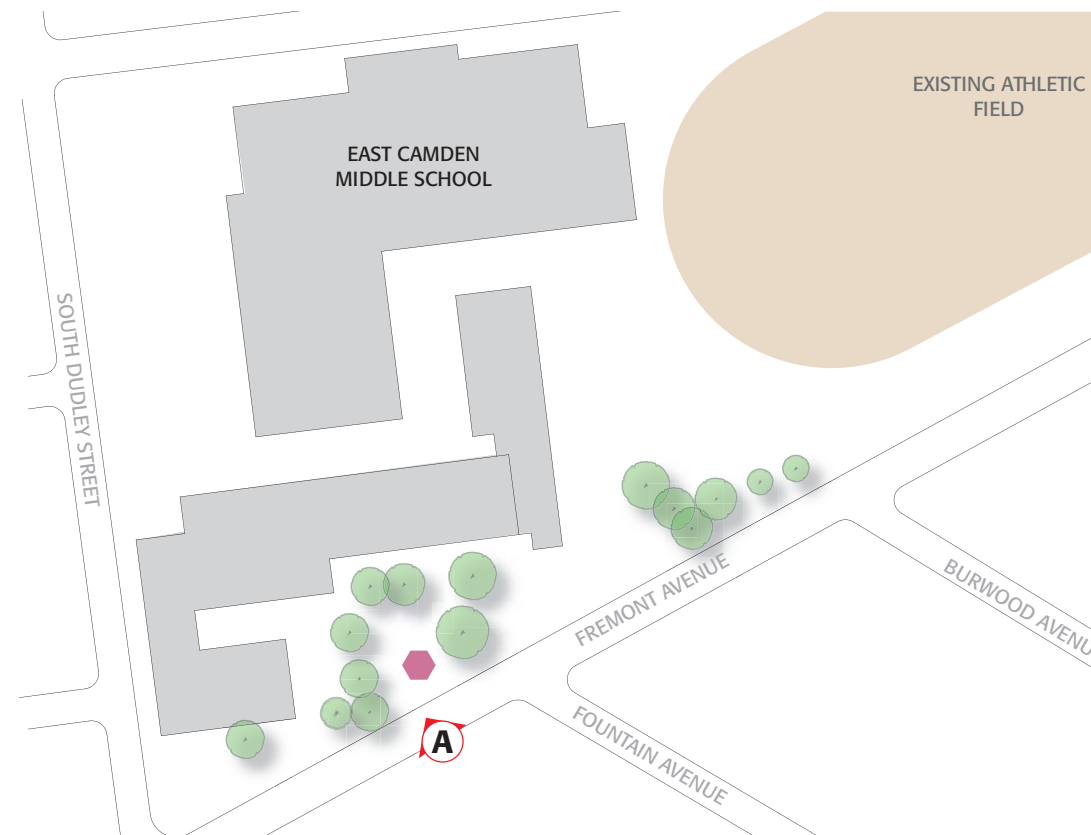 EXISTING ATHLETIC
FIELD
EAST CAMDEN
MIDDLE SCHOOL
SOUTH DUDLEY STREET
FREMONT AVENUE
BURWOOD AVENU
FOUNTAIN AVENUE
A